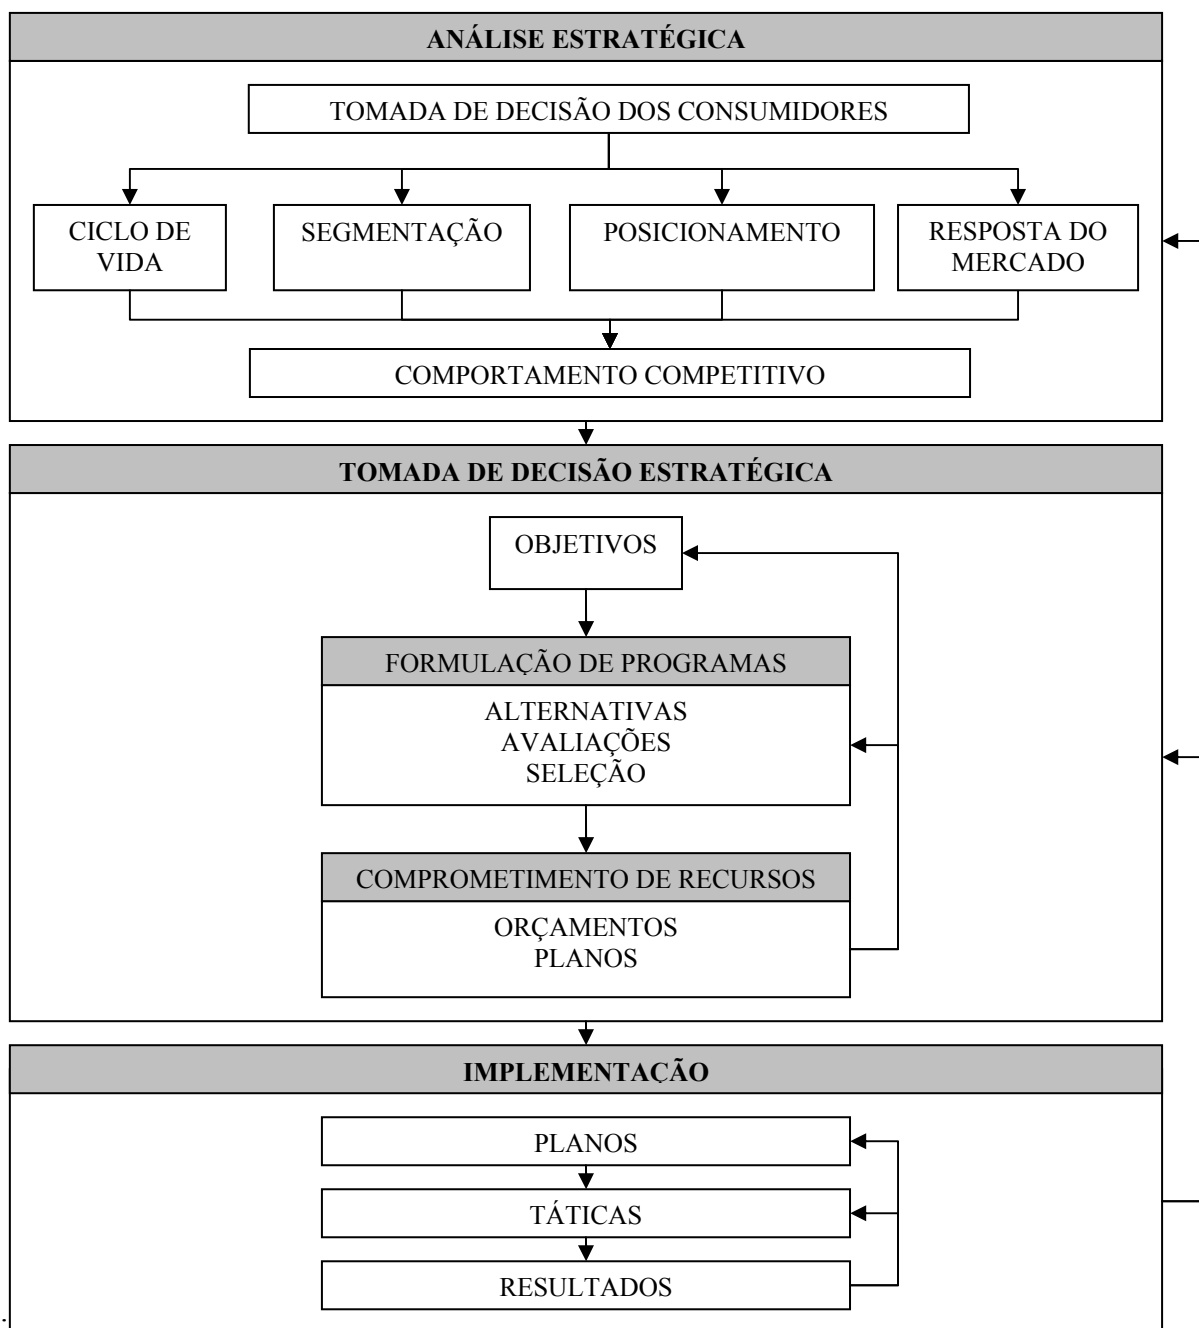 ANÁLISE ESTRATÉGICA
TOMADA DE DECISÃO DOS CONSUMIDORES
CICLO DE
VIDA
SEGMENTAÇÃO
POSICIONAMENTO
RESPOSTA DO
MERCADO
COMPORTAMENTO COMPETITIVO
TOMADA DE DECISÃO ESTRATÉGICA
OBJETIVOS
FORMULAÇÃO DE PROGRAMAS
ALTERNATIVAS
AVALIAÇÕES
SELEÇÃO
COMPROMETIMENTO DE RECURSOS
ORÇAMENTOS
PLANOS
IMPLEMENTAÇÃO
PLANOS
TÁTICAS
RESULTADOS